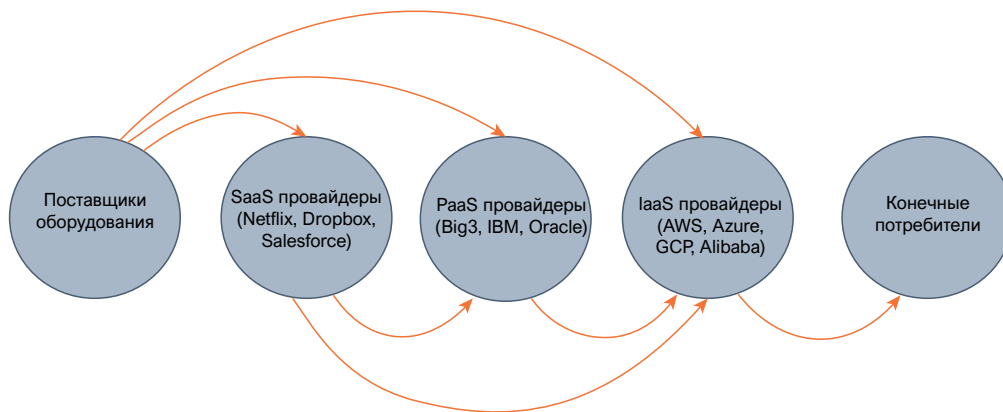 Поставщики
оборудования
SaaS провайдеры
(Netflix, Dropbox,
Salesforce)
PaaS провайдеры
(Big3, IBM, Oracle)
IaaS провайдеры
(AWS, Azure,
GCP, Alibaba)
Конечные
потребители